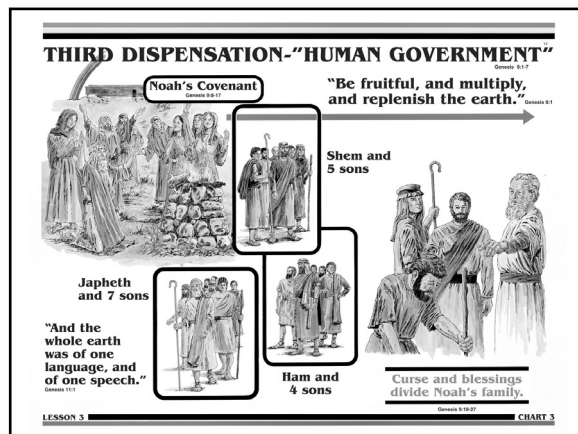 THIRD DISPENSATION-"HUMAN GOVERNMENT"
Genesis 9:1-7
Noah's Covenant
Genesis 9:8-17
"Be fruitful, and multiply,
and replenish the earth." Genesis 9:1
Shem and
5 sons
Japheth
and 7 sons
"And the
whole earth
was of one
language, and
of one speech."
Genesis 11:1
Ham and
4 sons
Curse and blessings
divide Noah's family.
Genesis 9:18-27
LESSON 3
CHART 3